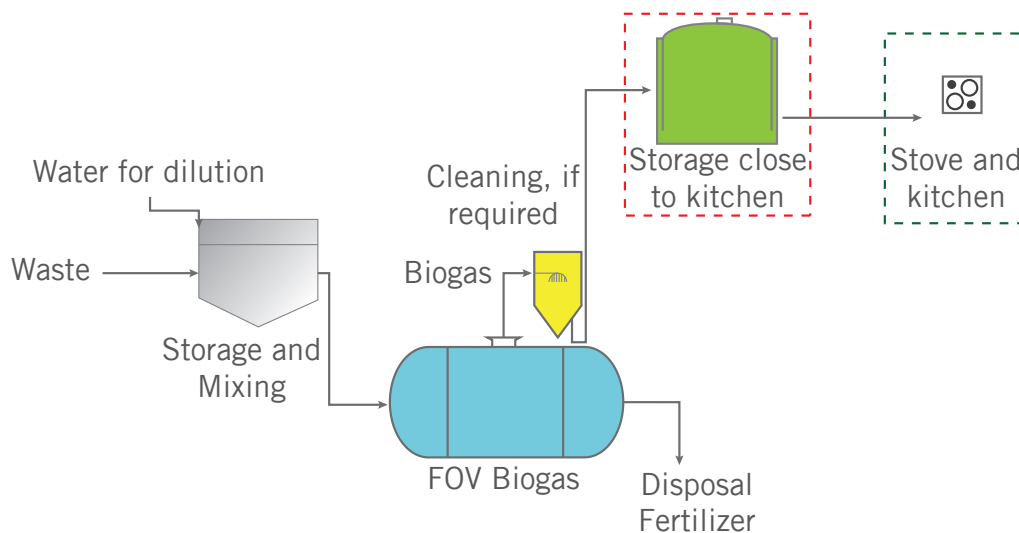 Water for dilution
Waste
Storage and
Mixing
Biogas
Cleaning, if
required
FOV Biogas
Disposal
Fertilizer
Storage close
to kitchen
Stove and
kitchen